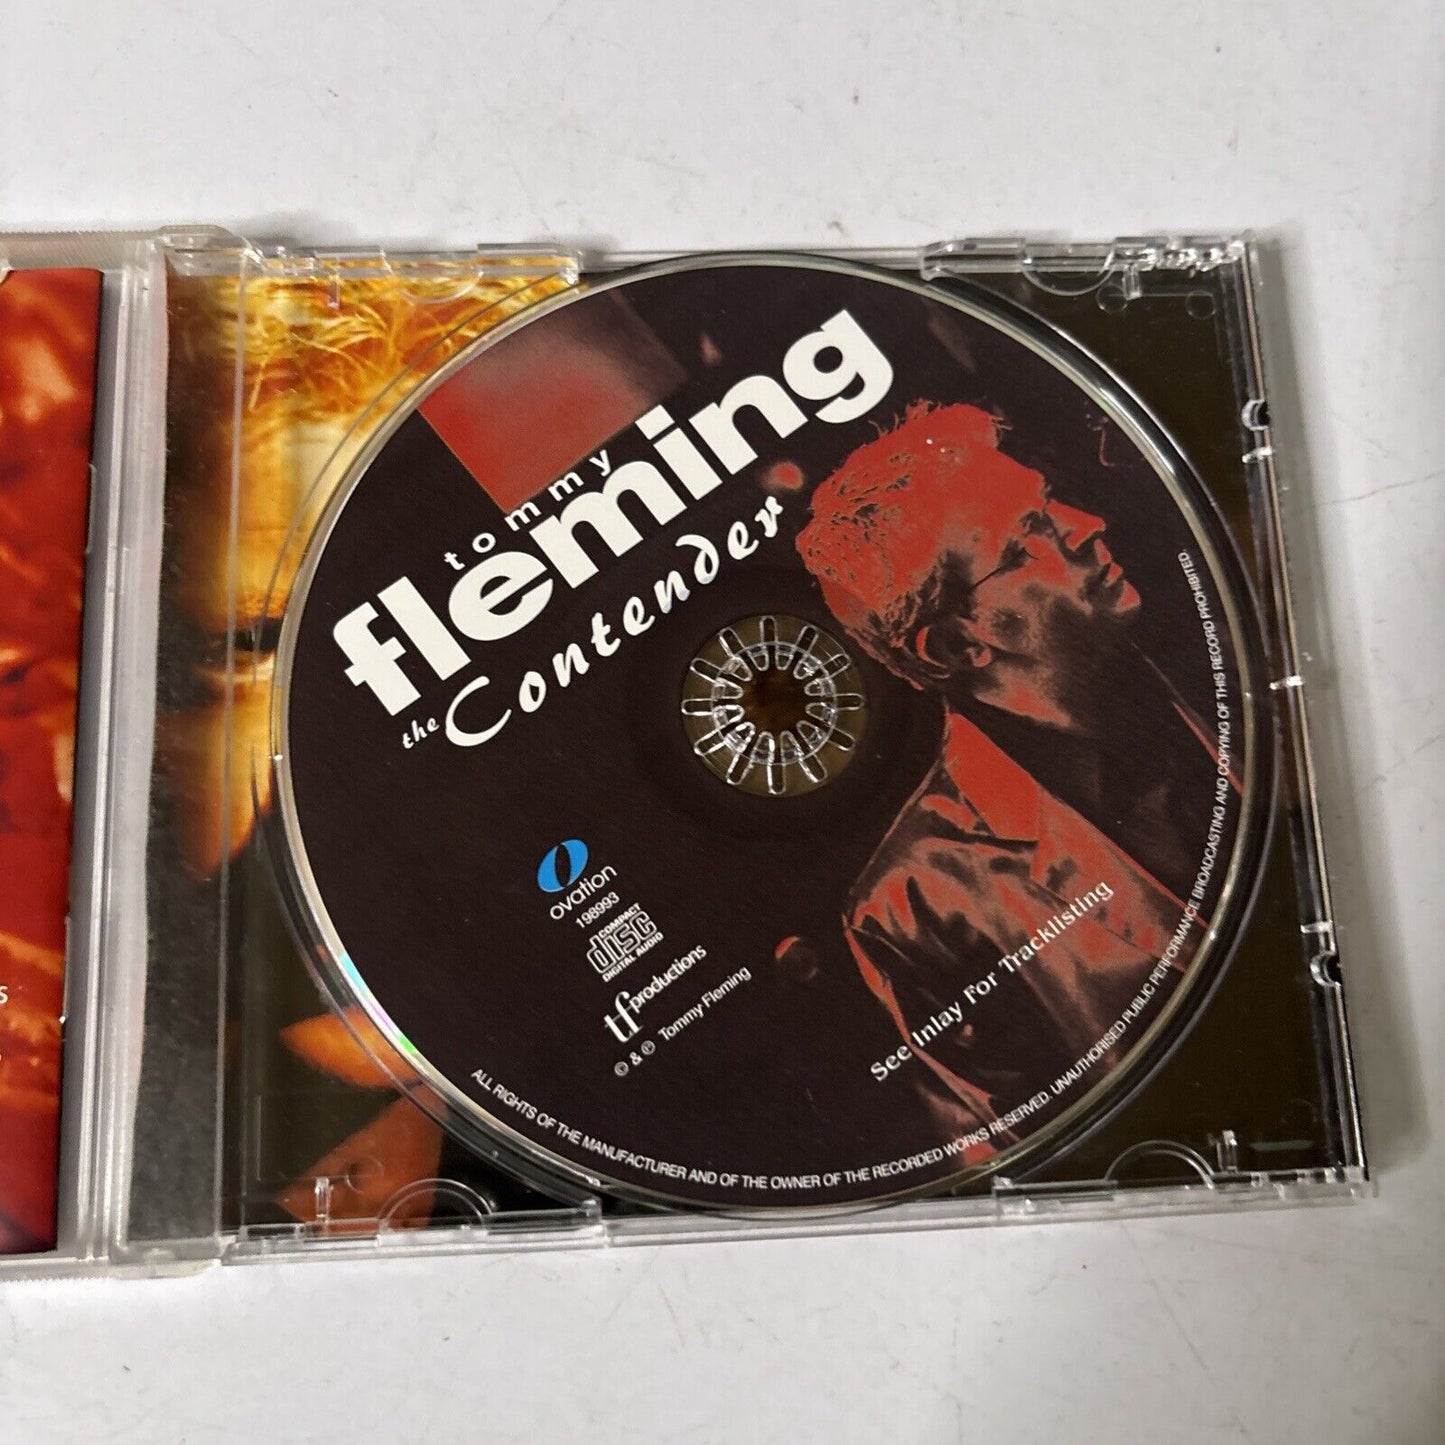 tommy
fleming
the Contender
ovation
198993
COMPACT
disc
DIGITAL AUDIO
tf productions
© & ℗ Tommy Fleming
See Inlay For Tracklisting
ALL RIGHTS OF THE MANUFACTURER AND OF THE OWNER OF THE RECORDED WORKS RESERVED. UNAUTHORISED PUBLIC PERFORMANCE BROADCASTING AND COPYING OF THIS RECORD PROHIBITED.
s